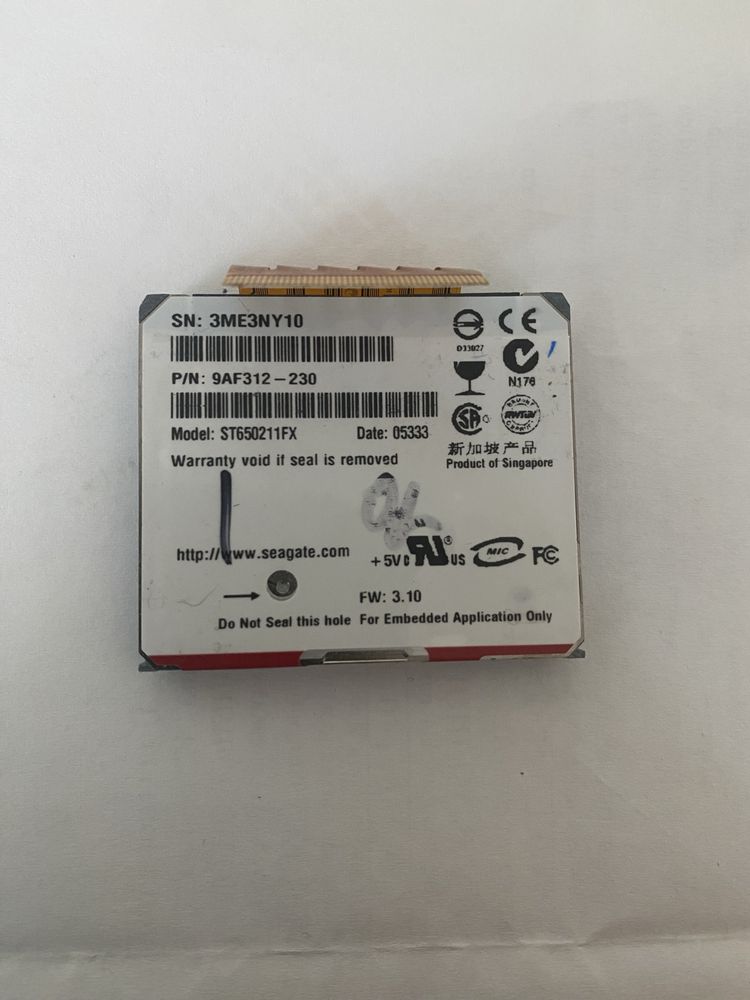 SN: 3ME3NY10
CE
D33027
P/N: 9AF312-230
N176
Model: ST650211FX Date: 05333
Warranty void if seal is removed
新加坡产品
Product of Singapore
http://www.seagate.com
+5V
US
MIC
FC
FW: 3.10
Do Not Seal this hole For Embedded Application Only